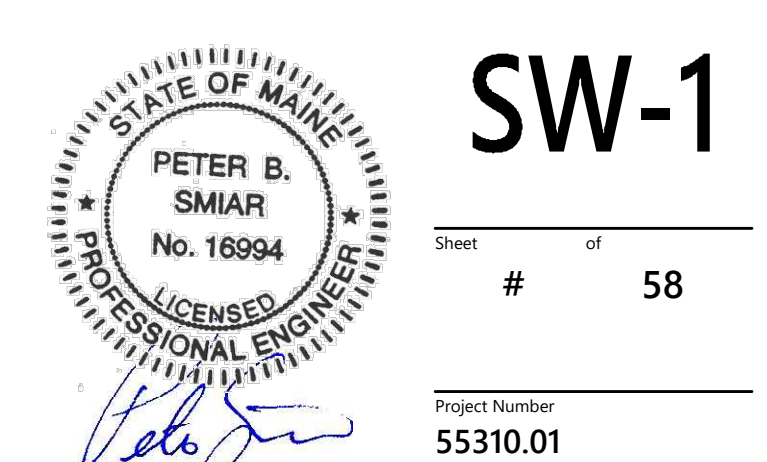 STATE OF MAINE
PETER B.
SMIAR
No. 16994
LICENSED
PROFESSIONAL ENGINEER
SW-1
Sheet of
# 58
Project Number
55310.01